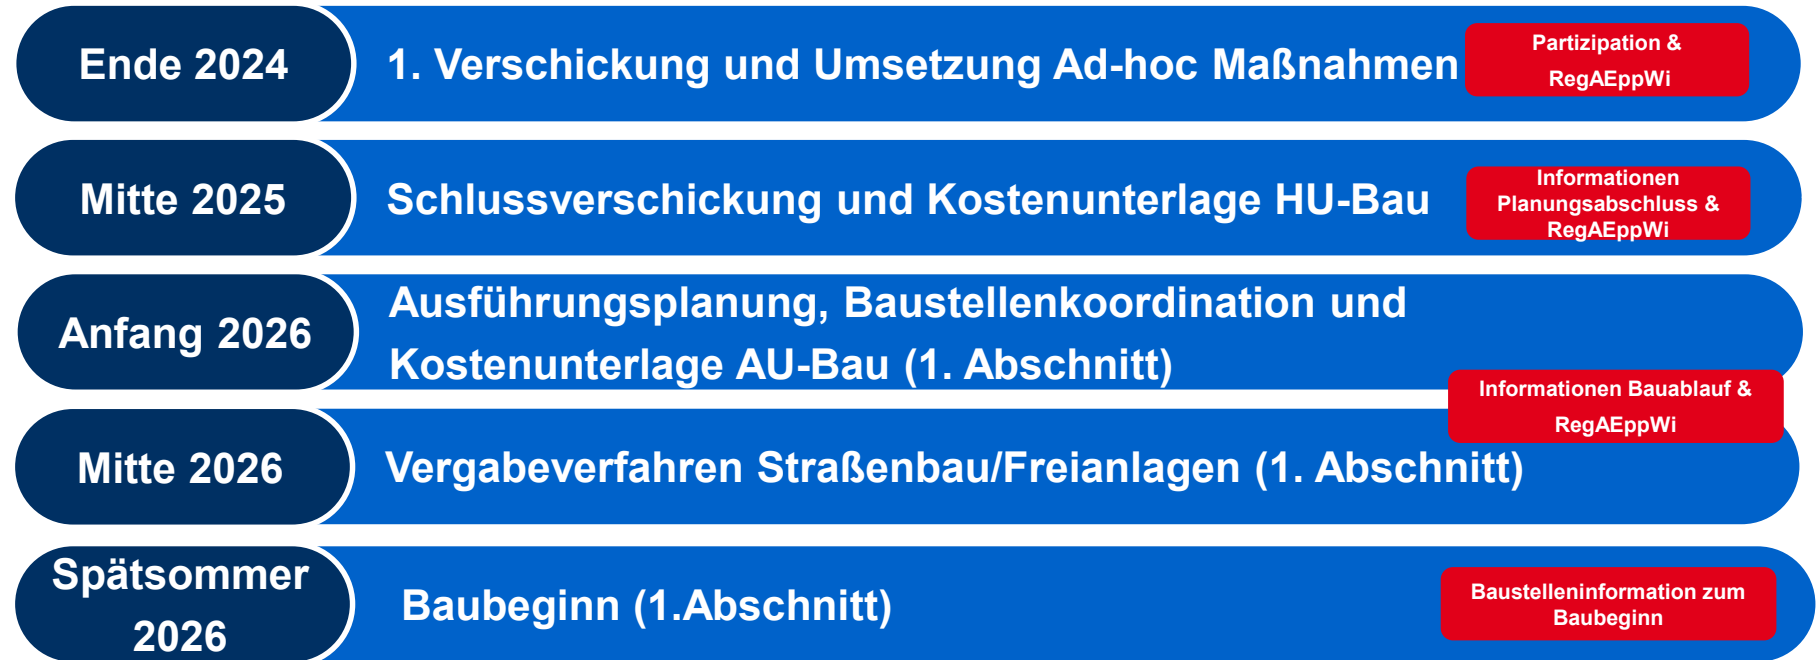 Ende 2024
1. Verschickung und Umsetzung Ad-hoc Maßnahmen
Partizipation &
RegAEppWi
Mitte 2025
Schlussverschickung und Kostenunterlage HU-Bau
Informationen
Planungsabschluss &
RegAEppWi
Anfang 2026
Ausführungsplanung, Baustellenkoordination und
Kostenunterlage AU-Bau (1. Abschnitt)
Informationen Bauablauf &
RegAEppWi
Mitte 2026
Vergabeverfahren Straßenbau/Freianlagen (1. Abschnitt)
Spätsommer
2026
Baubeginn (1.Abschnitt)
Baustelleninformation zum
Baubeginn